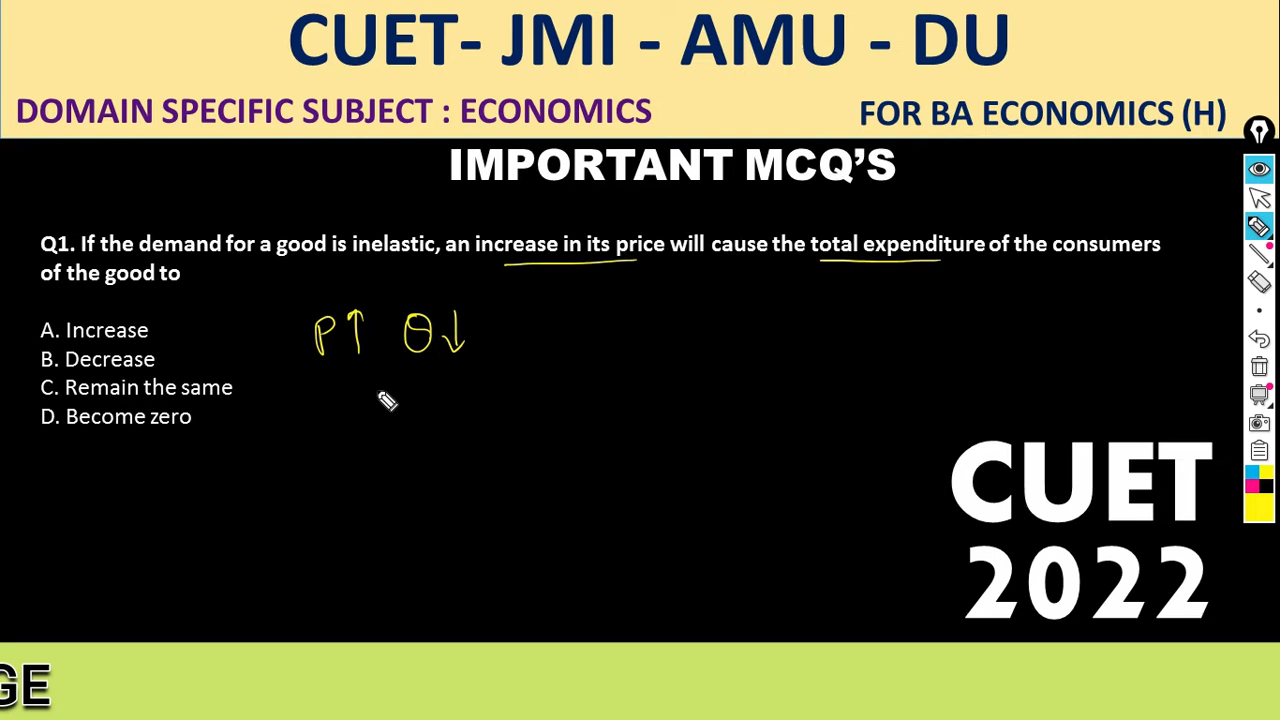 CUET- JMI - AMU - DU
DOMAIN SPECIFIC SUBJECT : ECONOMICS
FOR BA ECONOMICS (H)
IMPORTANT MCQ’S
Q1. If the demand for a good is inelastic, an increase in its price will cause the total expenditure of the consumers
of the good to
A. Increase
B. Decrease
C. Remain the same
D. Become zero
P↑ Q↓
CUET
2022
GE